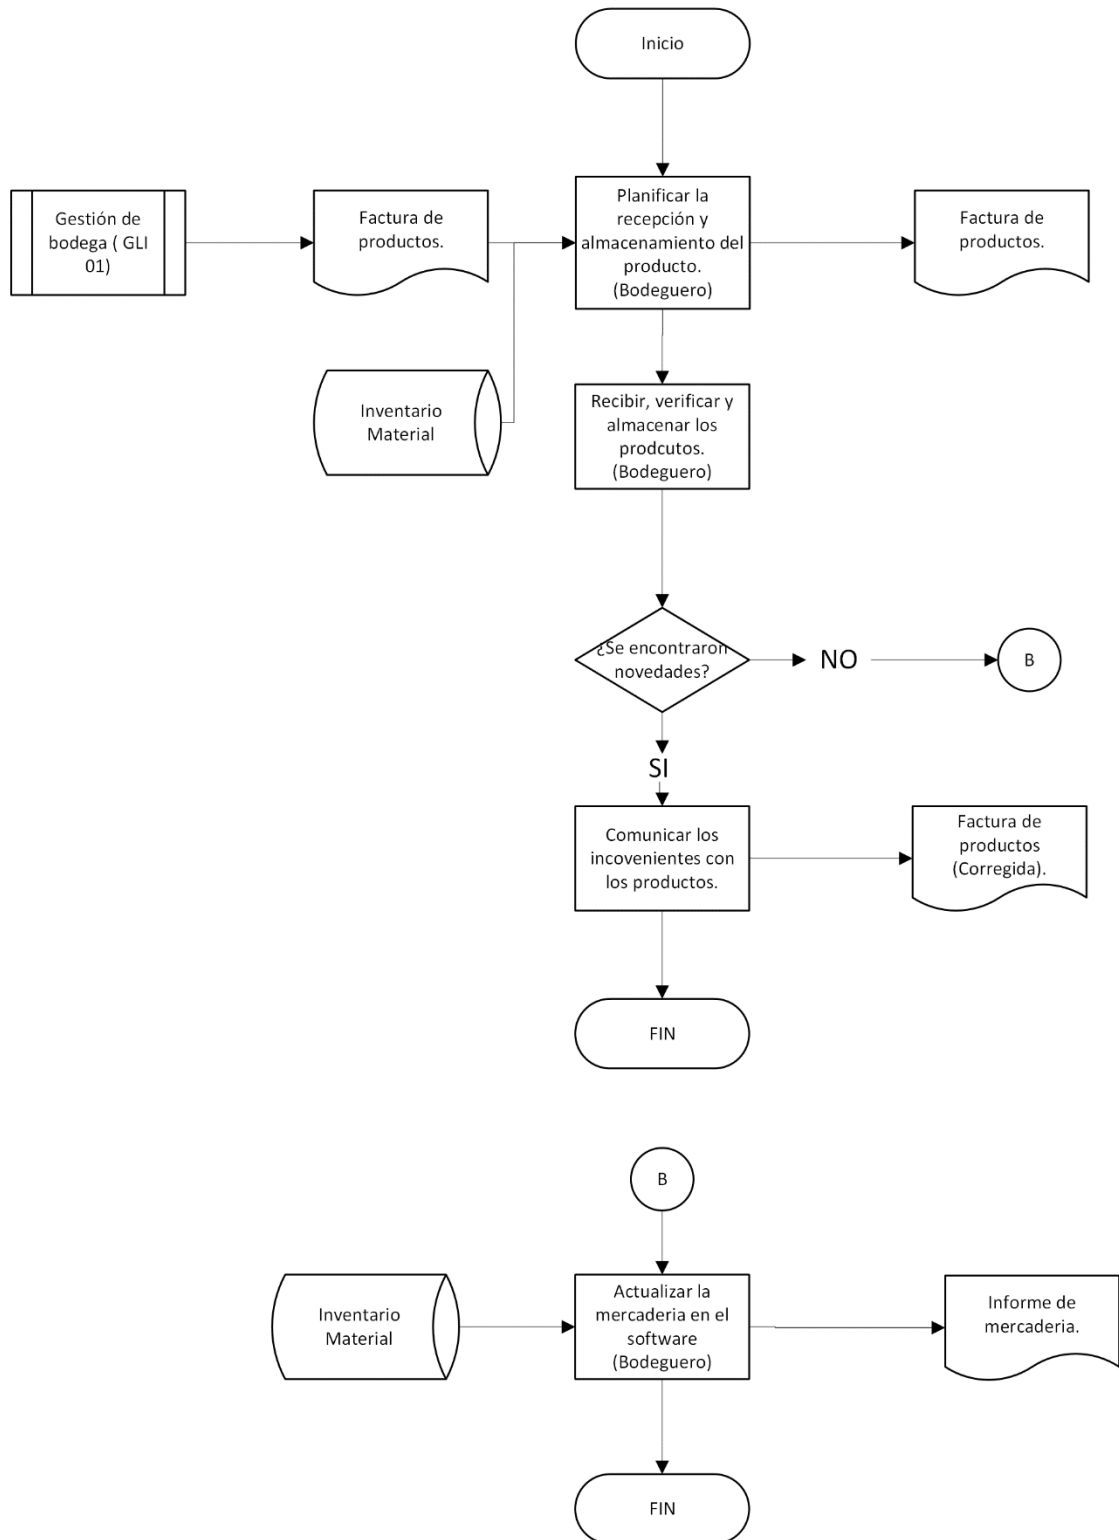 Inicio
Gestión de
bodega ( GLI
01)
Factura de
productos.
Planificar la
recepción y
almacenamiento del
producto.
(Bodeguero)
Factura de
productos.
Inventario
Material
Recibir, verificar y
almacenar los
prodcutos.
(Bodeguero)
¿Se encontraron
novedades?
NO
B
SI
Comunicar los
incovenientes con
los productos.
Factura de
productos
(Corregida).
FIN
B
Inventario
Material
Actualizar la
mercaderia en el
software
(Bodeguero)
Informe de
mercaderia.
FIN